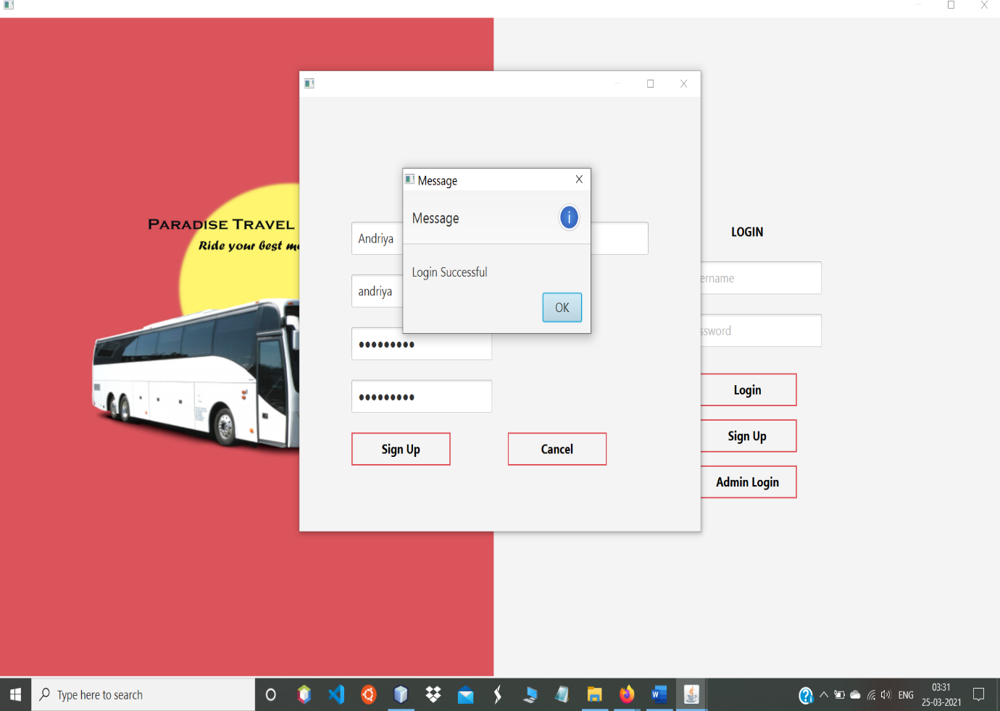 PARADISE TRAVEL
Ride your best
Message
Message
Login Successful
OK
Andriya
andriya
•••••••••
•••••••••
Sign Up
Cancel
LOGIN
ername
ssword
Login
Sign Up
Admin Login
Type here to search
ENG
03:31
25-03-2021